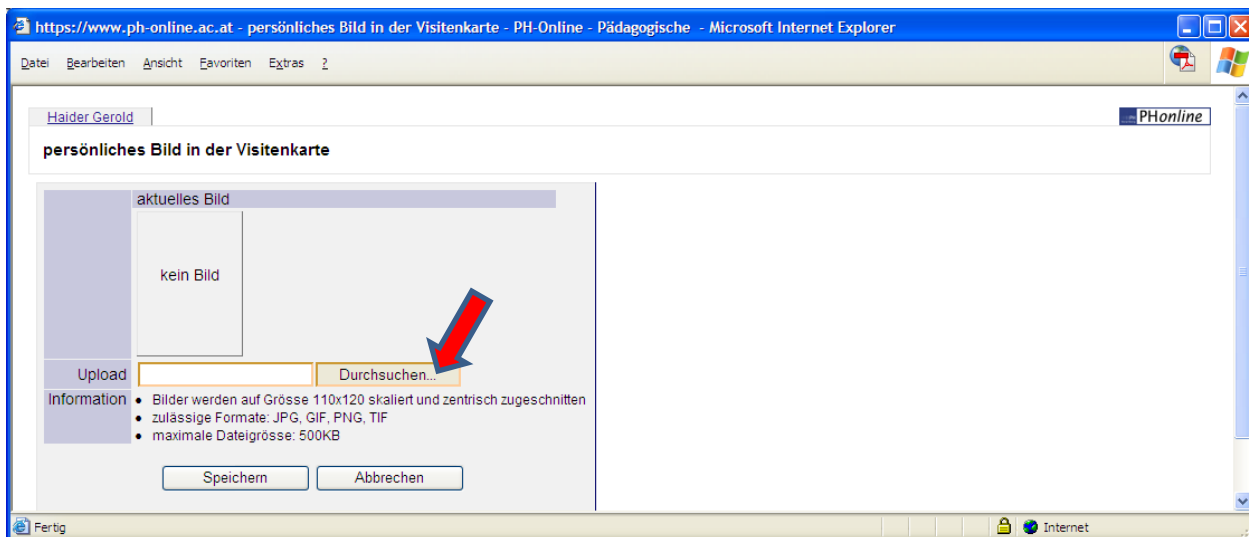 https://www.ph-online.ac.at - persönliches Bild in der Visitenkarte - PH-Online - Pädagogische - Microsoft Internet Explorer
Datei Bearbeiten Ansicht Favoriten Extras ?
Haider Gerold
PHonline
persönliches Bild in der Visitenkarte
aktuelles Bild
kein Bild
Upload Durchsuchen...
Information • Bilder werden auf Grösse 110x120 skaliert und zentrisch zugeschnitten
• zulässige Formate: JPG, GIF, PNG, TIF
• maximale Dateigrösse: 500KB
Speichern Abbrechen
Fertig Internet